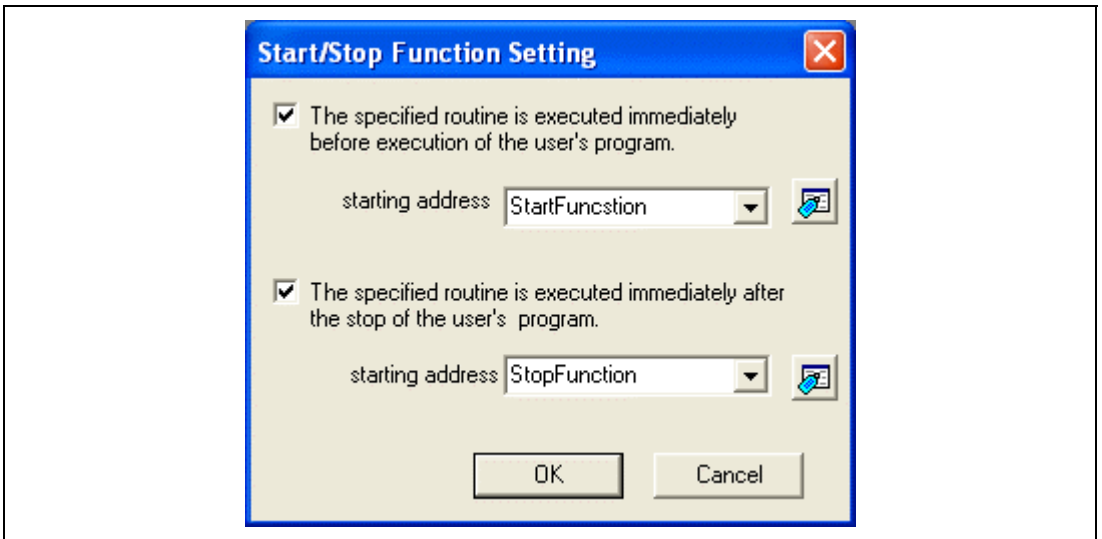 Start/Stop Function Setting
The specified routine is executed immediately
before execution of the user's program.
starting address StartFuncstion
The specified routine is executed immediately after
the stop of the user's  program.
starting address StopFunction
OK Cancel